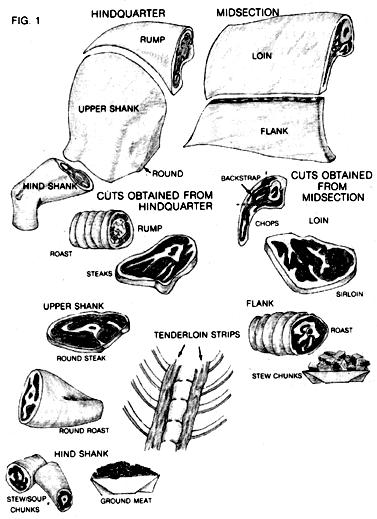 FIG. 1
HINDQUARTER
MIDSECTION
RUMP
LOIN
UPPER SHANK
FLANK
ROUND
HIND SHANK
CUTS OBTAINED FROM
HINDQUARTER
RUMP
ROAST
STEAKS
BACKSTRAP
CUTS OBTAINED
FROM
MIDSECTION
CHOPS
LOIN
SIRLOIN
UPPER SHANK
ROUND STEAK
ROUND ROAST
TENDERLOIN STRIPS
FLANK
ROAST
STEW CHUNKS
HIND SHANK
STEW/SOUP
CHUNKS
GROUND MEAT